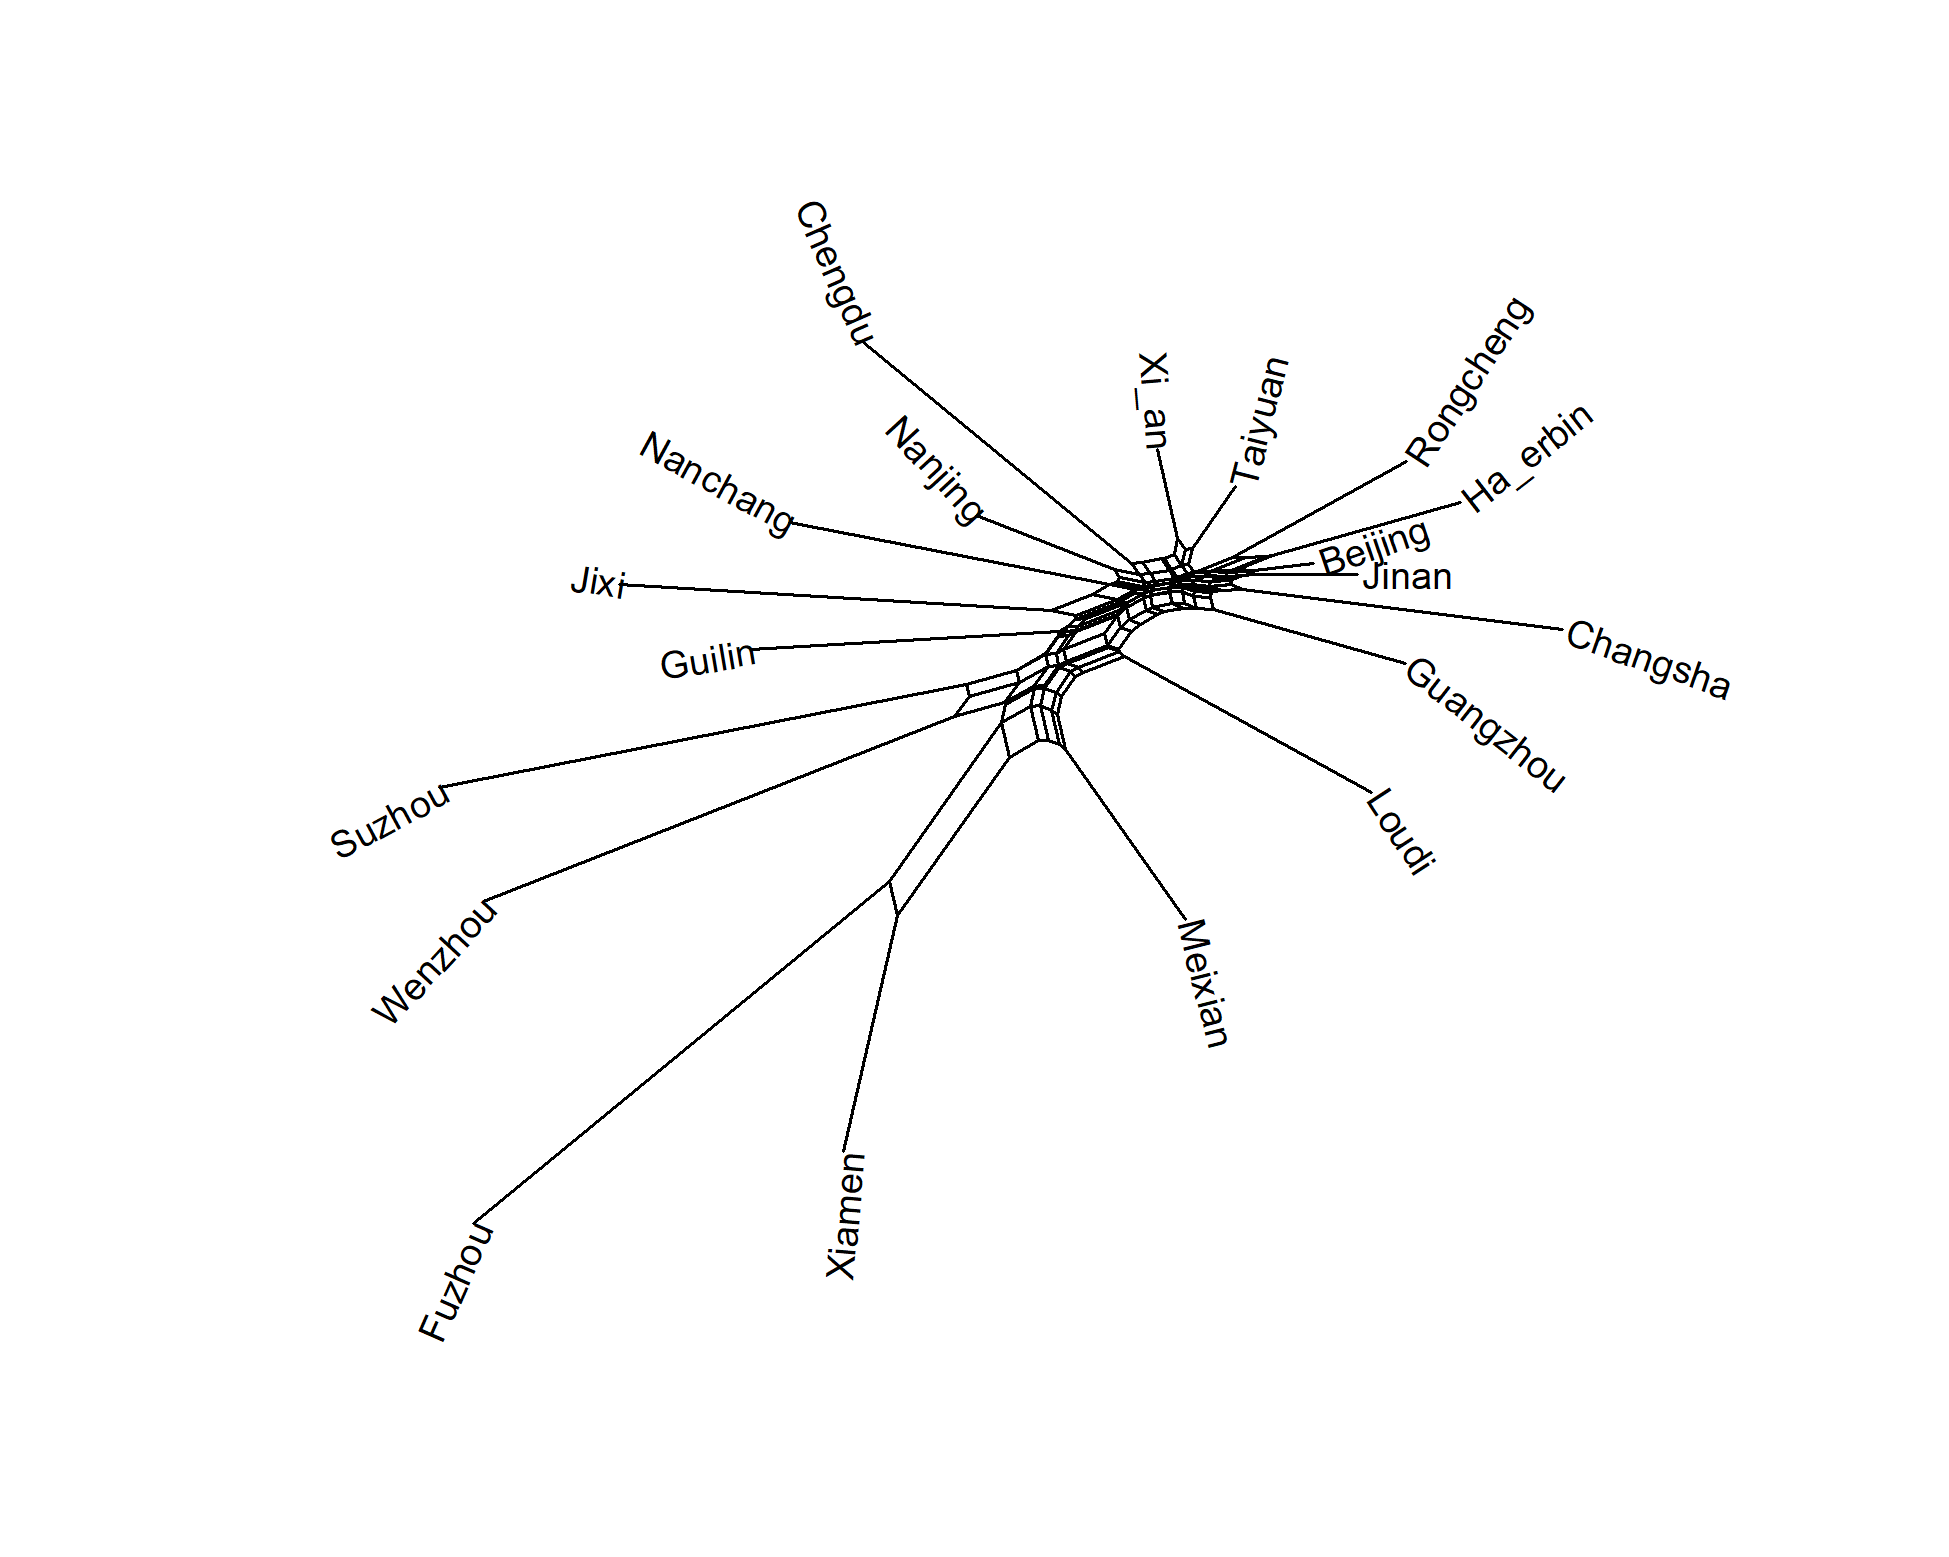 Chengdu
Xi_an
Taiyuan
Rongcheng
Ha_erbin
Nanjing
Nanchang
Beijing
Jinan
Jixi
Guilin
Changsha
Guangzhou
Suzhou
Loudi
Wenzhou
Meixian
Xiamen
Fuzhou